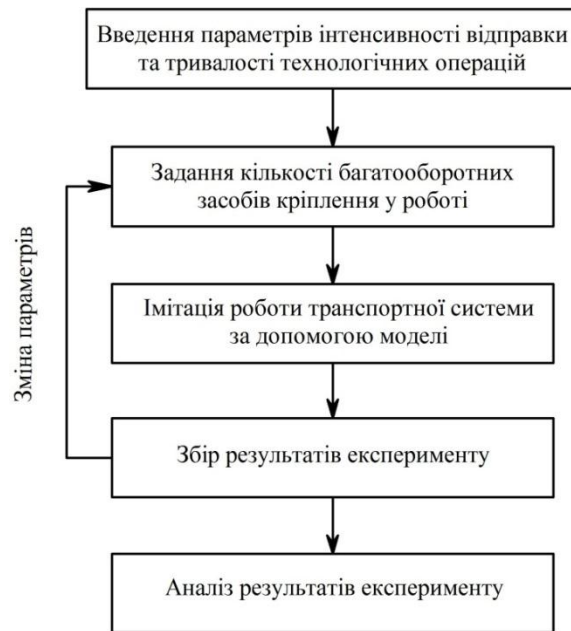 Введення параметрів інтенсивності відправки
та тривалості технологічних операцій
Задання кількості багатооборотних
засобів кріплення у роботі
Зміна параметрів
Імітація роботи транспортної системи
за допомогою моделі
Збір результатів експерименту
Аналіз результатів експерименту